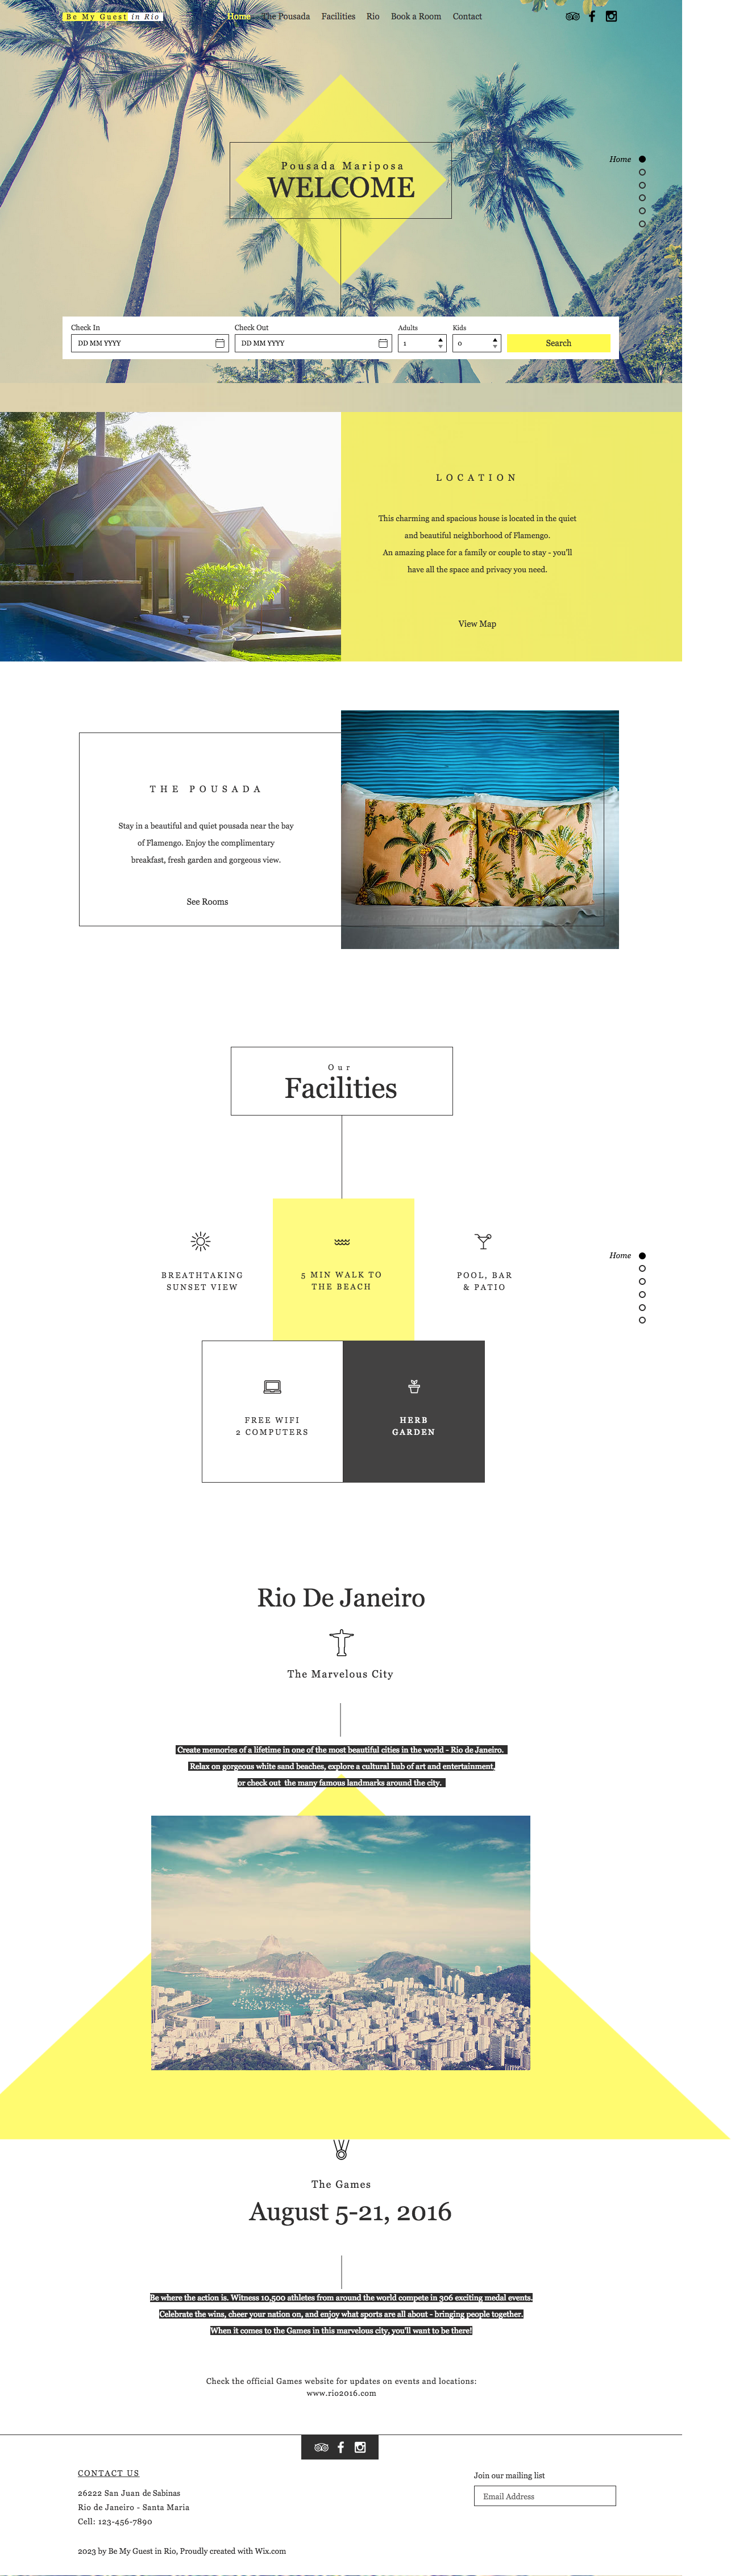 Be My Guest in Rio
Home The Pousada Facilities Rio Book a Room Contact
Pousada Mariposa
WELCOME
Home
Check In
Check Out
Adults
Kids
DD MM YYYY
DD MM YYYY
1
0
Search
LOCATION
This charming and spacious house is located in the quiet
and beautiful neighborhood of Flamengo.
An amazing place for a family or couple to stay - you'll
have all the space and privacy you need.
View Map
THE POUSADA
Stay in a beautiful and quiet pousada near the bay
of Flamengo. Enjoy the complimentary
breakfast, fresh garden and gorgeous view.
See Rooms
Our
Facilities
BREATHTAKING
SUNSET VIEW
5 MIN WALK TO
THE BEACH
POOL, BAR
& PATIO
Home
FREE WIFI
2 COMPUTERS
HERB
GARDEN
Rio De Janeiro
The Marvelous City
Create memories of a lifetime in one of the most beautiful cities in the world - Rio de Janeiro.
Relax on gorgeous white sand beaches, explore a cultural hub of art and entertainment,
or check out the many famous landmarks around the city.
The Games
August 5-21, 2016
Be where the action is. Witness 10,500 athletes from around the world compete in 306 exciting medal events.
Celebrate the wins, cheer your nation on, and enjoy what sports are all about - bringing people together.
When it comes to the Games in this marvelous city, you'll want to be there!
Check the official Games website for updates on events and locations:
www.rio2016.com
CONTACT US
26222 San Juan de Sabinas
Rio de Janeiro - Santa Maria
Cell: 123-456-7890
Join our mailing list
Email Address
2023 by Be My Guest in Rio, Proudly created with Wix.com